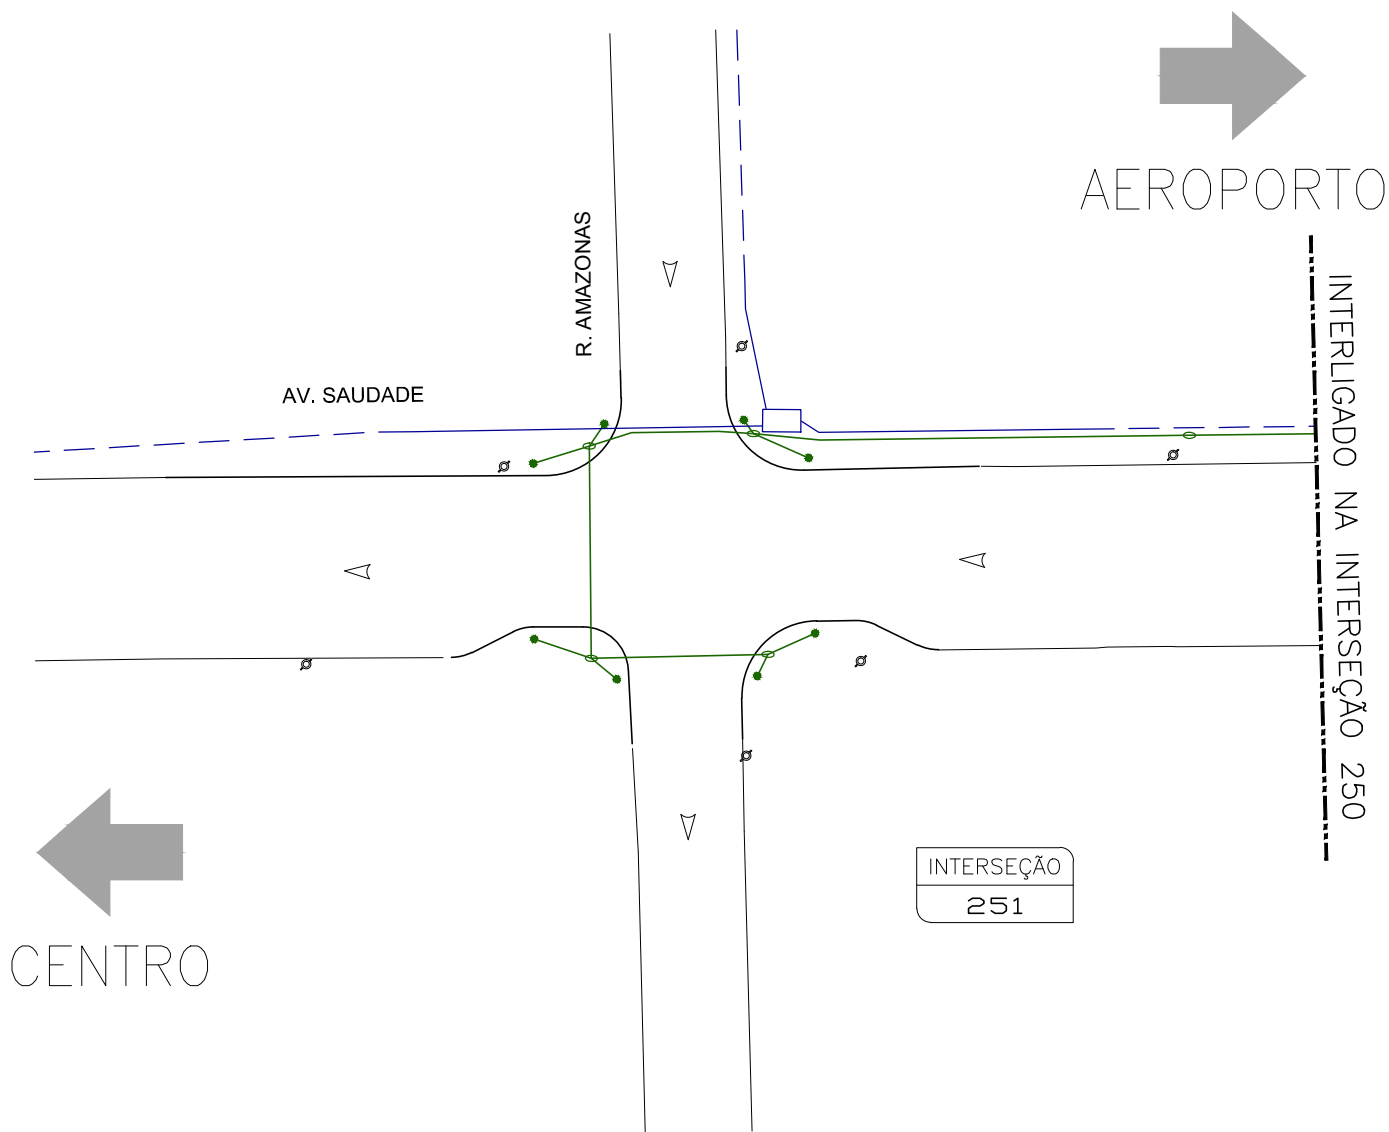 AEROPORTO
R. AMAZONAS
AV. SAUDADE
INTERLIGADO NA INTERSEÇÃO 250
INTERSEÇÃO
251
CENTRO